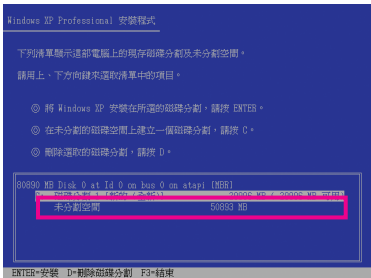 Windows XP Professional 安裝程式
下列清單顯示這部電腦上的現存磁碟分割及未分割空間。
請用上、下方向鍵來選取清單中的項目。
◎ 將 Windows XP 安裝在所選的磁碟分割，請按 ENTER。
◎ 在未分割的磁碟空間上建立一個磁碟分割，請按 C。
◎ 刪除選取的磁碟分割，請按 D。
80890 MB Disk 0 at Id 0 on bus 0 on atapi [MBR]
未分割空間 50893 MB
ENTER=安裝 D=刪除磁碟分割 F3=結束